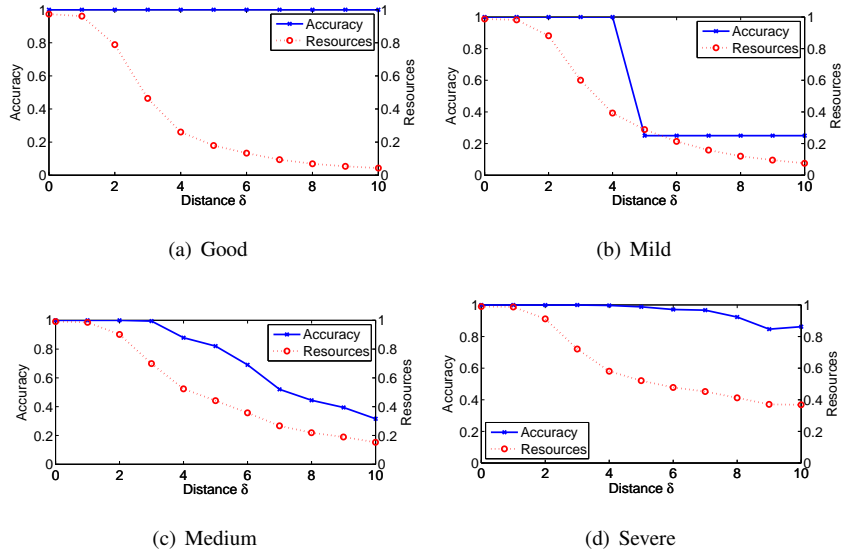 1
0.8
0.6
0.4
0.2
0
Accuracy
0 2 4 6 8 10
Distance δ
1
0.8
0.6
0.4
0.2
0
Resources
Accuracy
Resources
(a) Good
1
0.8
0.6
0.4
0.2
0
Accuracy
0 2 4 6 8 10
Distance δ
1
0.8
0.6
0.4
0.2
0
Resources
Accuracy
Resources
(b) Mild
1
0.8
0.6
0.4
0.2
0
Accuracy
0 2 4 6 8 10
Distance δ
1
0.8
0.6
0.4
0.2
0
Resources
Accuracy
Resources
(c) Medium
1
0.8
0.6
0.4
0.2
0
Accuracy
0 2 4 6 8 10
Distance δ
1
0.8
0.6
0.4
0.2
0
Resources
Accuracy
Resources
(d) Severe